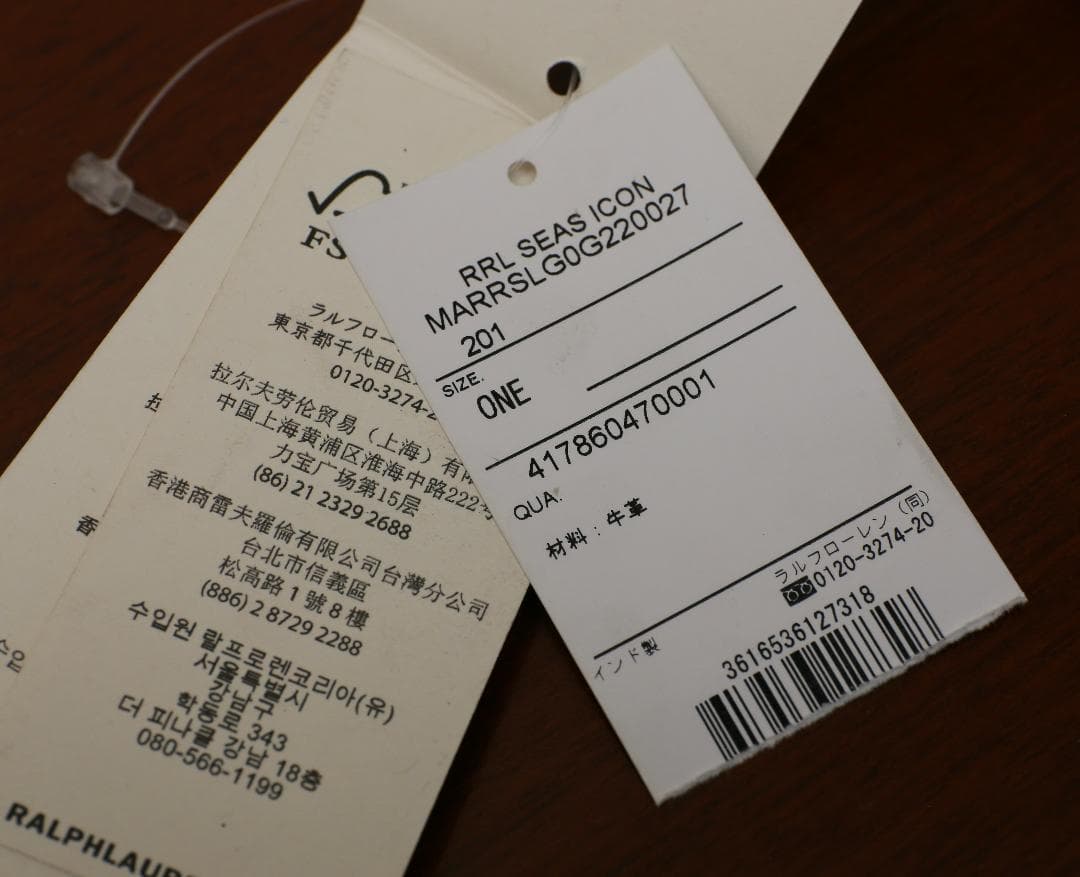 RRL SEAS ICON
MARRSLG0G220027
201
SIZE.
ONE
417860470001
QUA.
材料：牛革
ラルフローレン（同）
0120-3274-20
インド製
3616536127318
FS
ラルフロー
東京都千代田区
0120-3274-2
拉尔夫劳伦贸易（上海）有限
中国上海黄浦区淮海中路222号
力宝广场第15层
(86) 21 2329 2688
香港商雷夫羅倫有限公司台灣分公司
台北市信義區
松高路 1 號 8 樓
(886) 2 8729 2288
수입원 랄프로렌코리아(유)
서울특별시
강남구
학동로 343
더 피나클 강남 18층
080-566-1199
RALPHLAUR
香
수입